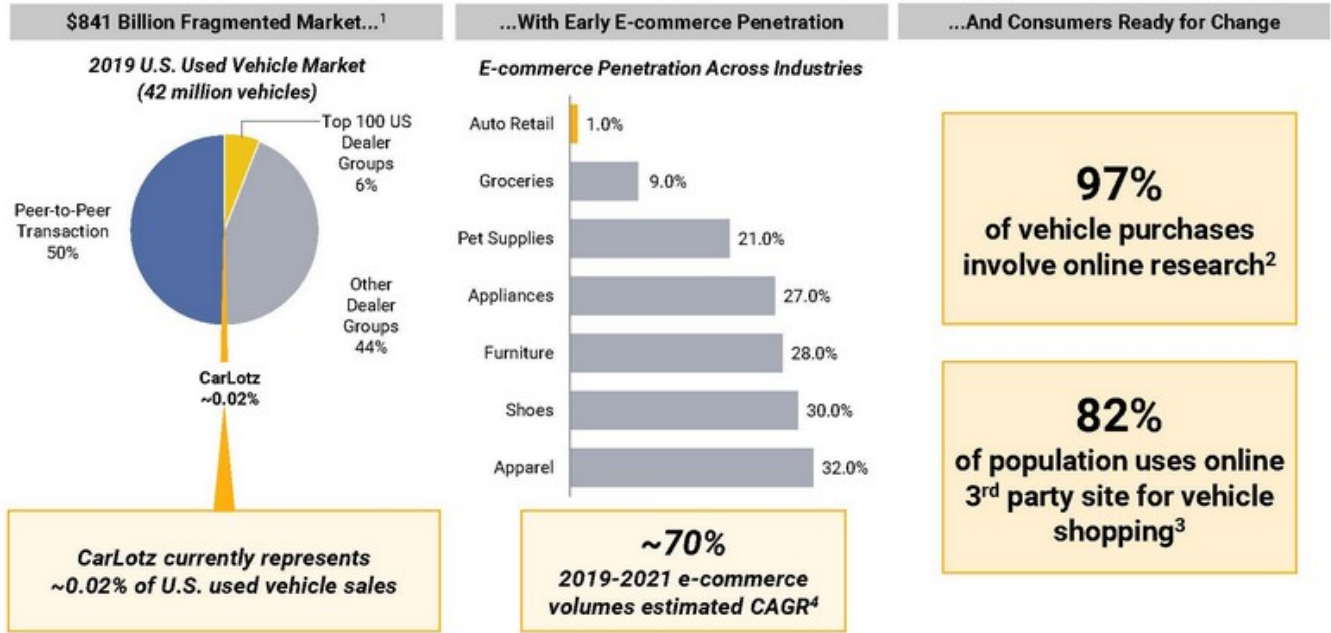 $841 Billion Fragmented Market...¹
2019 U.S. Used Vehicle Market
(42 million vehicles)
Top 100 US
Dealer
Groups
6%
Peer-to-Peer
Transaction
50%
Other
Dealer
Groups
44%
CarLotz
~0.02%
CarLotz currently represents
~0.02% of U.S. used vehicle sales
...With Early E-commerce Penetration
E-commerce Penetration Across Industries
Auto Retail 1.0%
Groceries 9.0%
Pet Supplies 21.0%
Appliances 27.0%
Furniture 28.0%
Shoes 30.0%
Apparel 32.0%
~70%
2019-2021 e-commerce
volumes estimated CAGR⁴
...And Consumers Ready for Change
97%
of vehicle purchases
involve online research²
82%
of population uses online
3rd party site for vehicle
shopping³